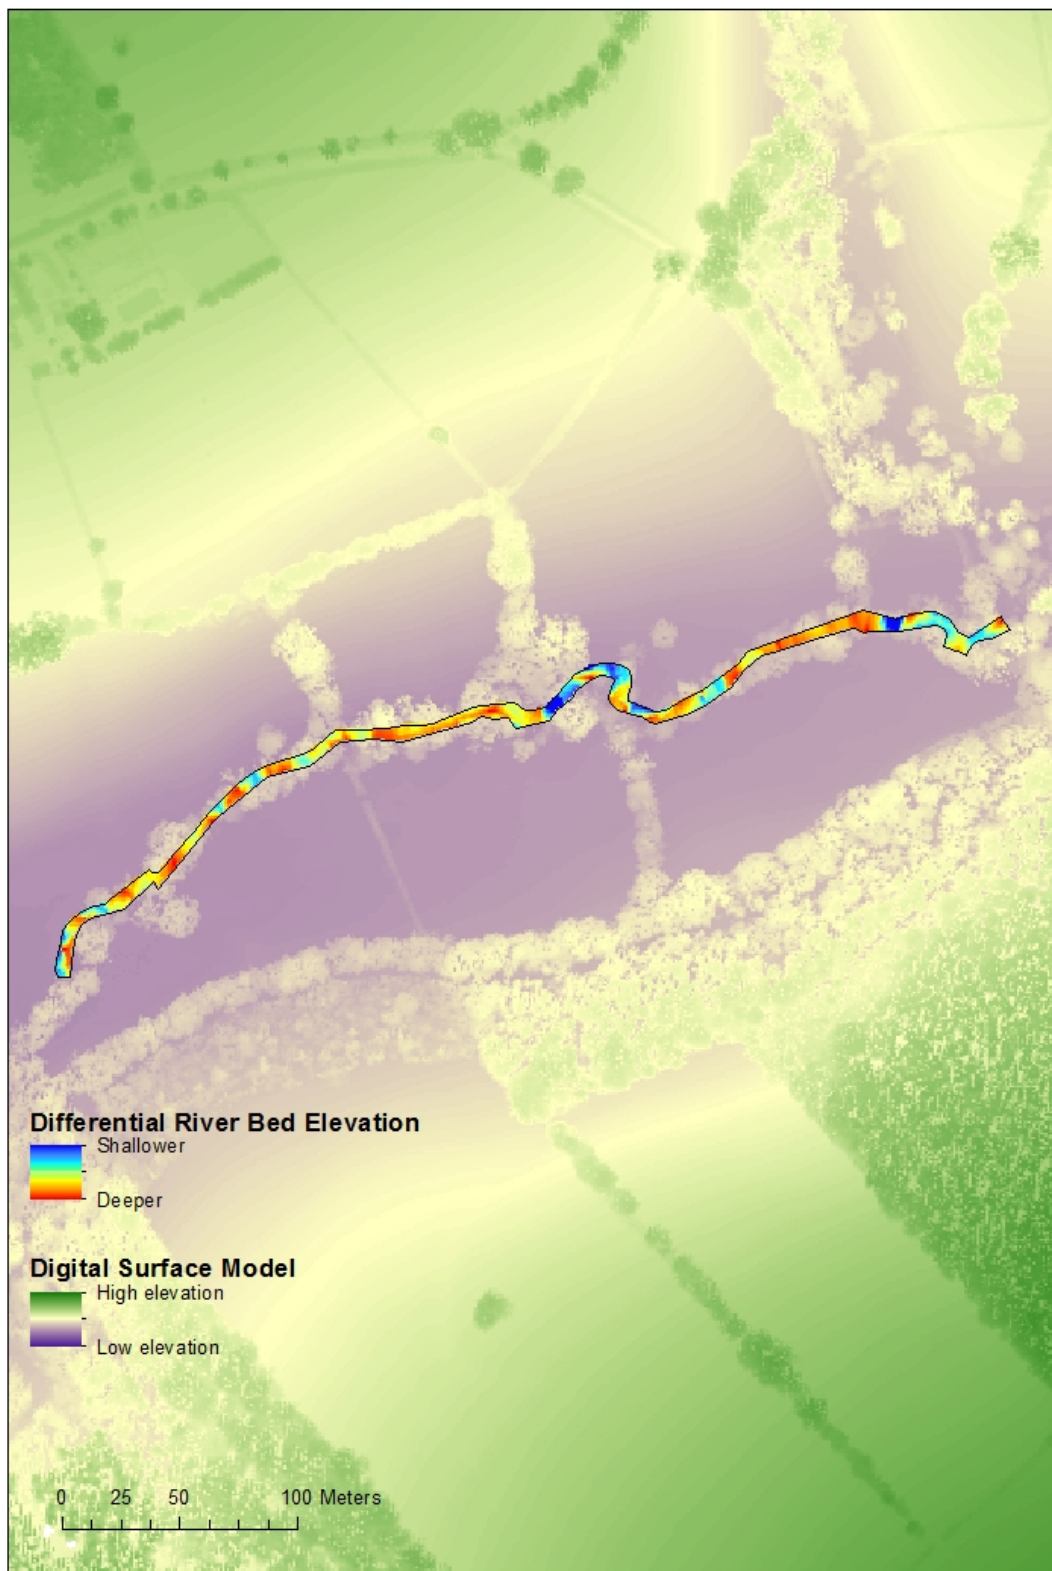 Differential River Bed Elevation
Shallower
Deeper
Digital Surface Model
High elevation
Low elevation
0 25 50 100 Meters